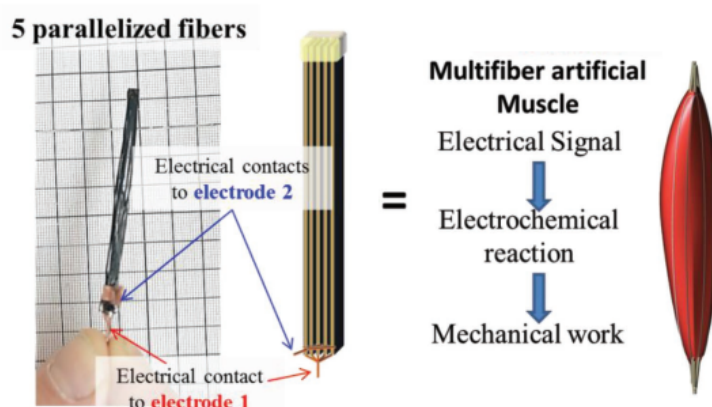 5 parallelized fibers
Electrical contacts
to electrode 2
Electrical contact
to electrode 1
=
Multifiber artificial
Muscle
Electrical Signal
Electrochemical
reaction
Mechanical work